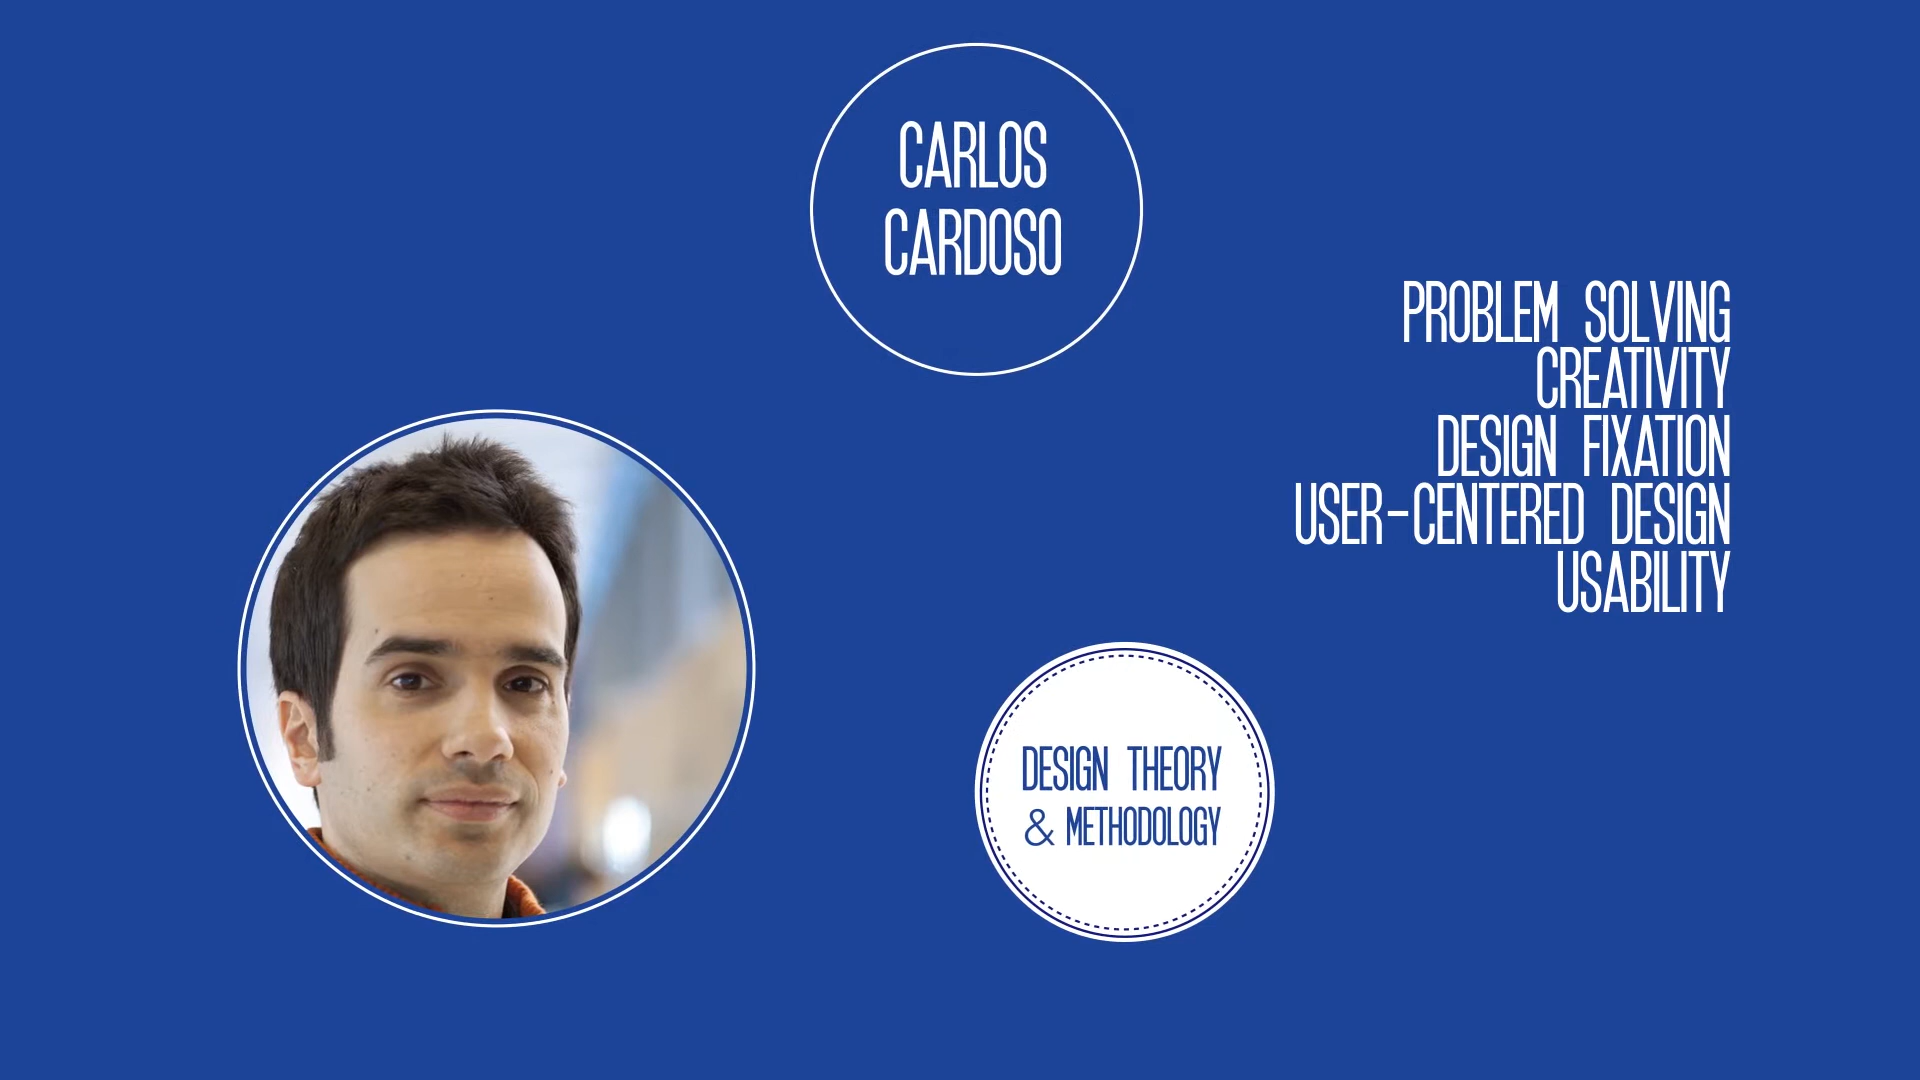 CARLOS
CARDOSO
PROBLEM SOLVING
CREATIVITY
DESIGN FIXATION
USER-CENTERED DESIGN
USABILITY
DESIGN THEORY
& METHODOLOGY